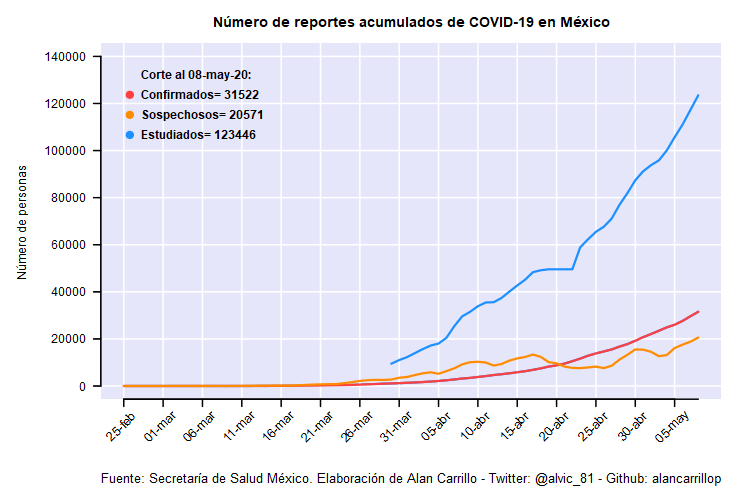 Número de reportes acumulados de COVID-19 en México
Número de personas
140000
120000
100000
80000
60000
40000
20000
0
Corte al 08-may-20:
Confirmados= 31522
Sospechosos= 20571
Estudiados= 123446
25-feb
01-mar
06-mar
11-mar
16-mar
21-mar
26-mar
31-mar
05-abr
10-abr
15-abr
20-abr
25-abr
30-abr
05-may
Fuente: Secretaría de Salud México. Elaboración de Alan Carrillo - Twitter: @alvic_81 - Github: alancarrillop